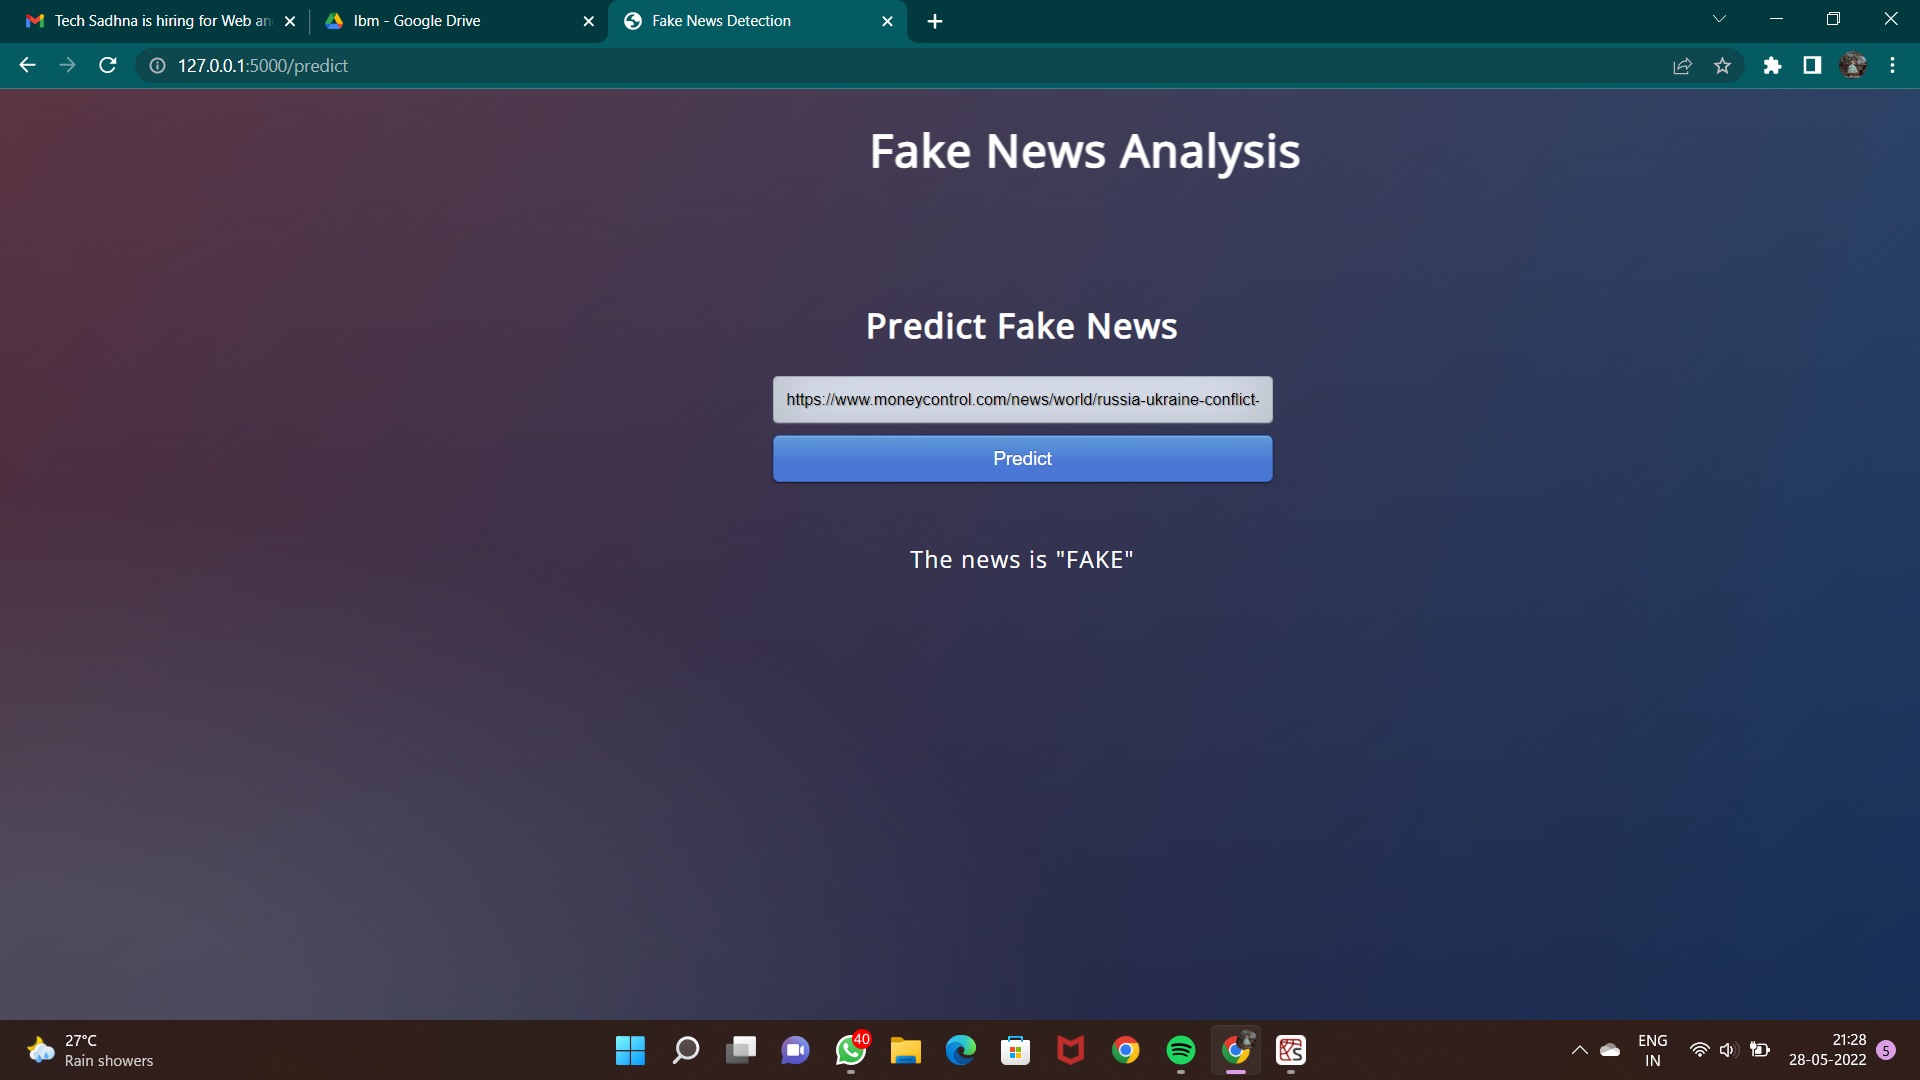 Tech Sadhna is hiring for Web an
Ibm - Google Drive
Fake News Detection
127.0.0.1:5000/predict
Fake News Analysis
Predict Fake News
https://www.moneycontrol.com/news/world/russia-ukraine-conflict-
Predict
The news is "FAKE"
27°C
Rain showers
40
ENG
IN
21:28
28-05-2022
5